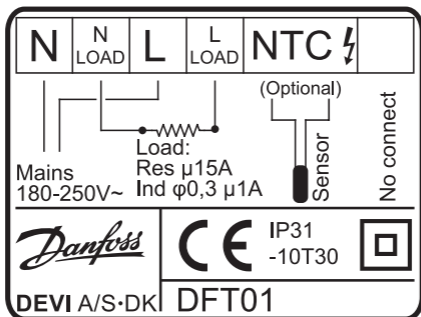 N N LOAD L L LOAD NTC
(Optional)
Sensor
No connect
Load:
Res µ15A
Ind φ0,3 µ1A
Mains
180-250V~
Danfoss
DEVI A/S·DK
CE
IP31
-10T30
DFT01